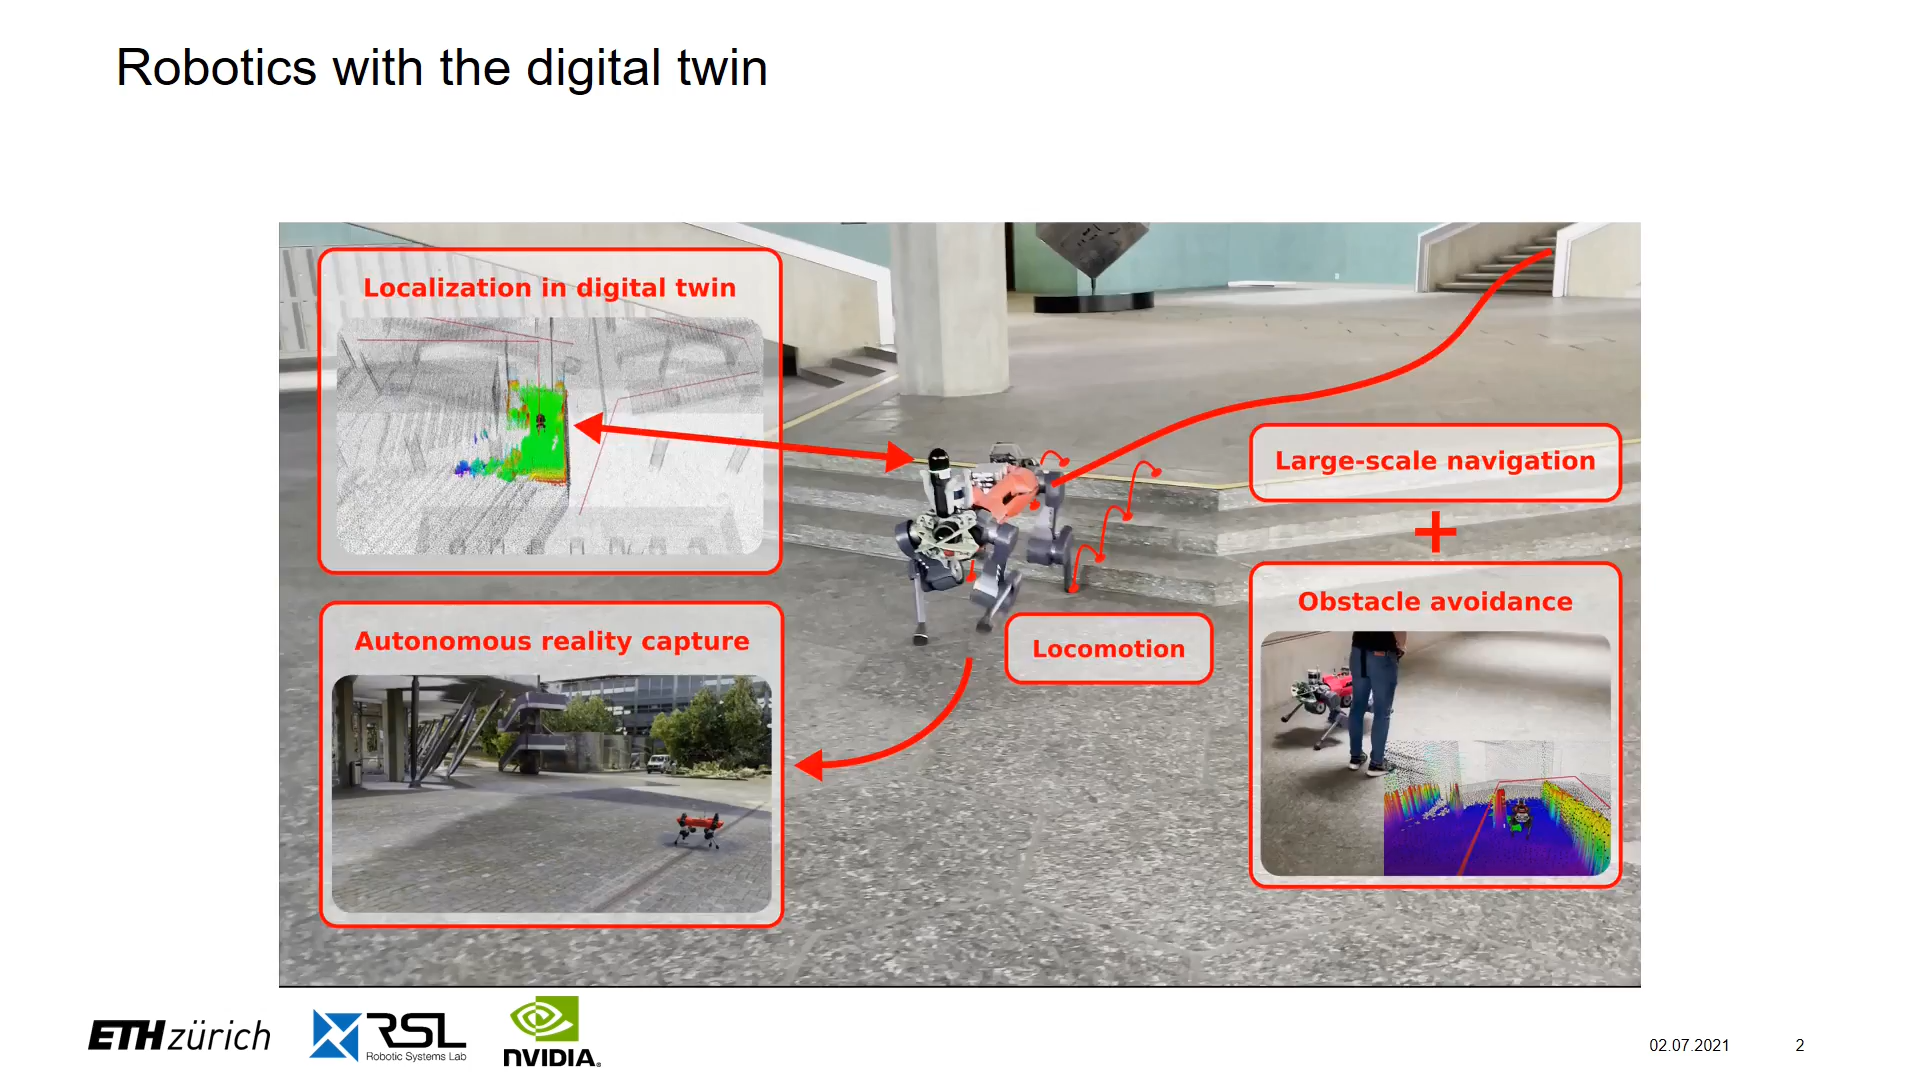 Robotics with the digital twin
Localization in digital twin
Large-scale navigation
+
Obstacle avoidance
Autonomous reality capture
Locomotion
ETH zürich
RSL
Robotic Systems Lab
NVIDIA.
02.07.2021
2